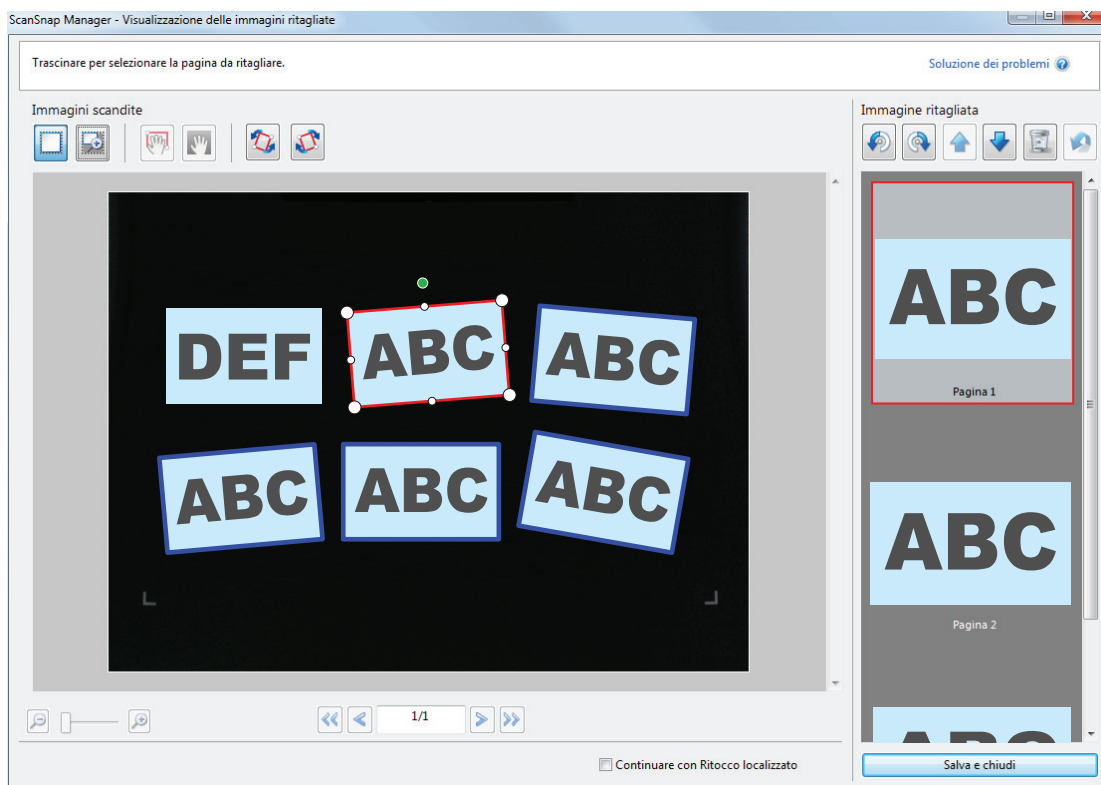 ScanSnap Manager - Visualizzazione delle immagini ritagliate
Trascinare per selezionare la pagina da ritagliare.
Soluzione dei problemi
Immagini scandite
Immagine ritagliata
DEF
ABC
ABC
ABC
ABC
ABC
ABC
Pagina 1
ABC
Pagina 2
ABC
1/1
Continuare con Ritocco localizzato
Salva e chiudi